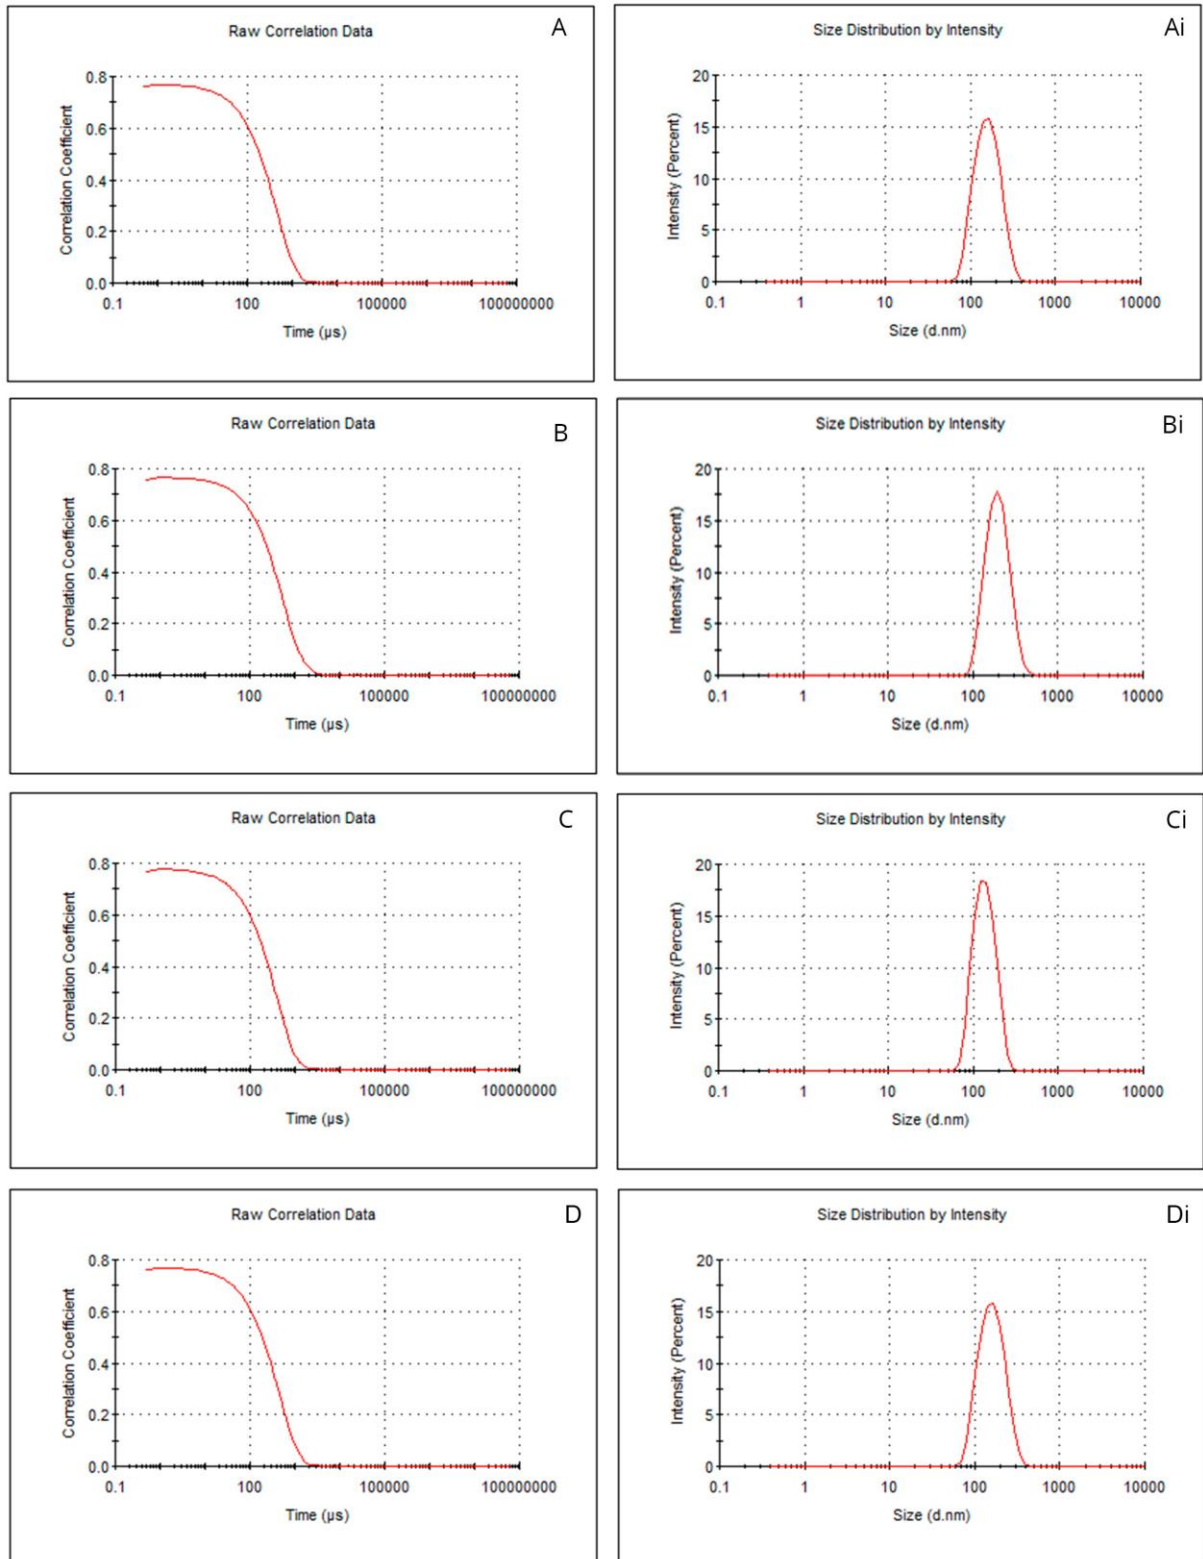 Raw Correlation Data
A
0.8
0.6
0.4
0.2
0.0
Correlation Coefficient
0.1 100 100000 100000000
Time (µs)
Size Distribution by Intensity
Ai
20
15
10
5
0
Intensity (Percent)
0.1 1 10 100 1000 10000
Size (d.nm)
Raw Correlation Data
B
0.8
0.6
0.4
0.2
0.0
Correlation Coefficient
0.1 100 100000 100000000
Time (µs)
Size Distribution by Intensity
Bi
20
15
10
5
0
Intensity (Percent)
0.1 1 10 100 1000 10000
Size (d.nm)
Raw Correlation Data
C
0.8
0.6
0.4
0.2
0.0
Correlation Coefficient
0.1 100 100000 100000000
Time (µs)
Size Distribution by Intensity
Ci
20
15
10
5
0
Intensity (Percent)
0.1 1 10 100 1000 10000
Size (d.nm)
Raw Correlation Data
D
0.8
0.6
0.4
0.2
0.0
Correlation Coefficient
0.1 100 100000 100000000
Time (µs)
Size Distribution by Intensity
Di
20
15
10
5
0
Intensity (Percent)
0.1 1 10 100 1000 10000
Size (d.nm)